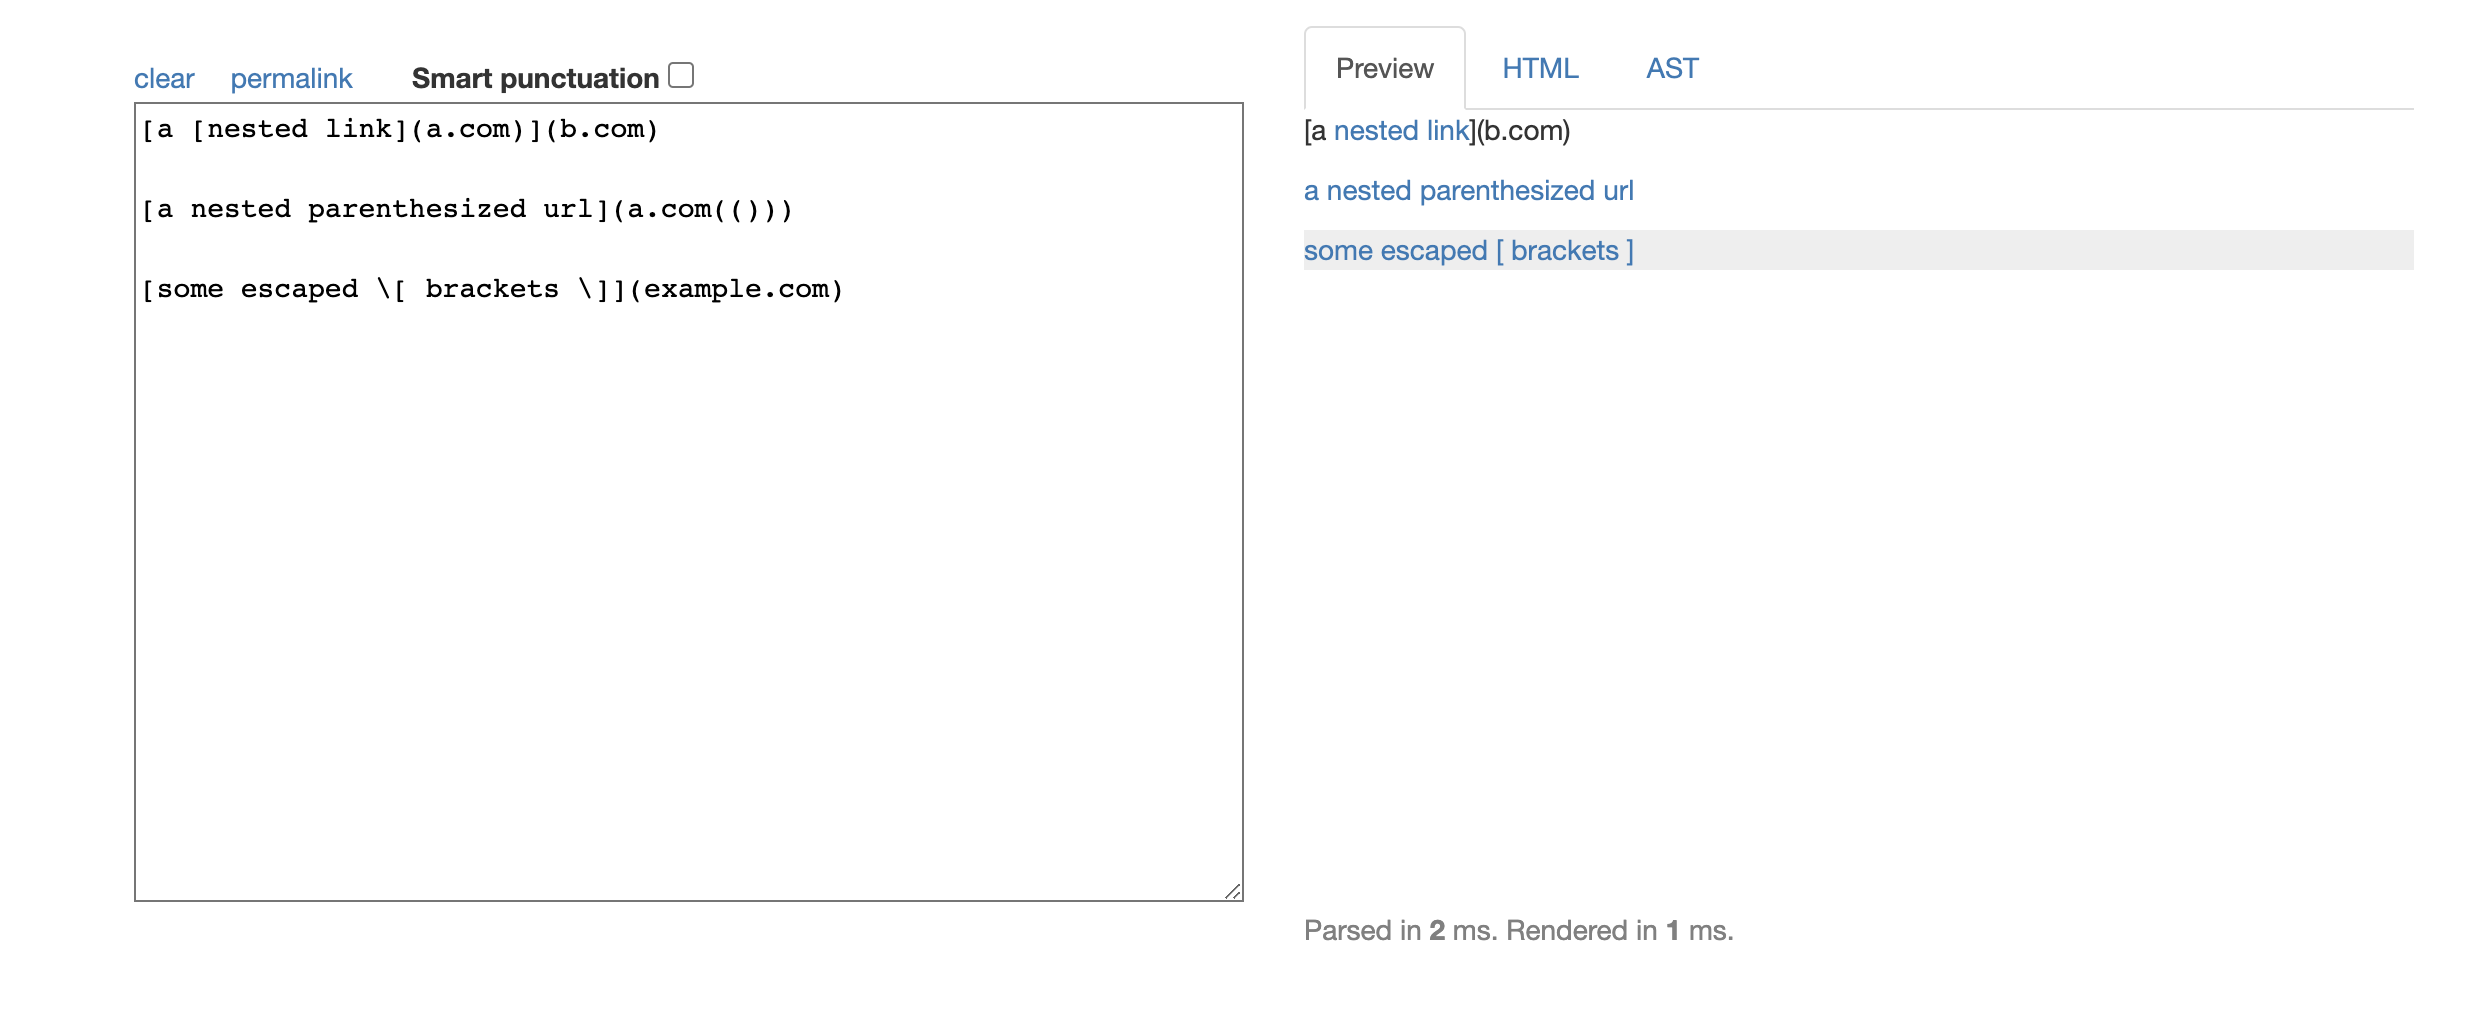 clear permalink Smart punctuation
[a [nested link](a.com)](b.com)
[a nested parenthesized url](a.com(()))
[some escaped \[ brackets \]](example.com)
Preview HTML AST
[a nested link](b.com)
a nested parenthesized url
some escaped [ brackets ]
Parsed in 2 ms. Rendered in 1 ms.